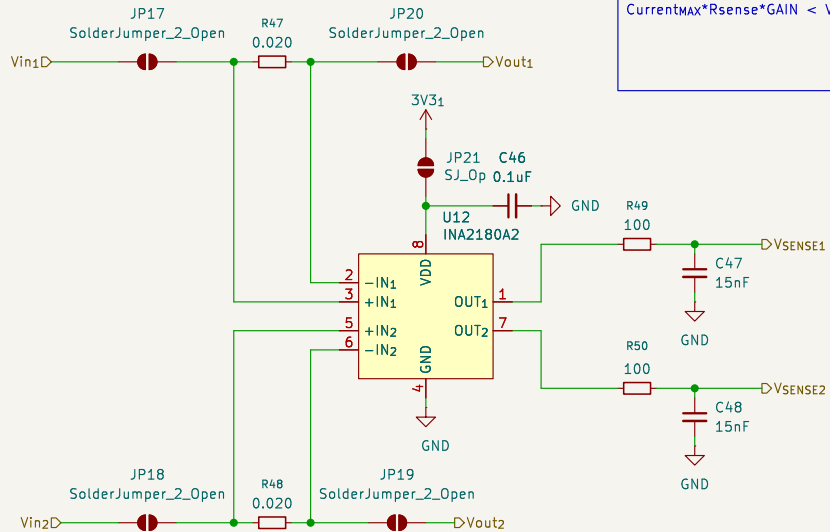 CurrentMAX*Rsense*GAIN < V
JP17
SolderJumper_2_Open
R47
0.020
JP20
SolderJumper_2_Open
Vin1
Vout1
3V31
JP21
SJ_Op
C46
0.1uF
GND
U12
INA2180A2
8
VDD
2
-IN1
3
+IN1
5
+IN2
6
-IN2
OUT1
1
OUT2
7
GND
4
GND
R49
100
VSENSE1
C47
15nF
GND
R50
100
VSENSE2
C48
15nF
GND
JP18
SolderJumper_2_Open
R48
0.020
JP19
SolderJumper_2_Open
Vin2
Vout2